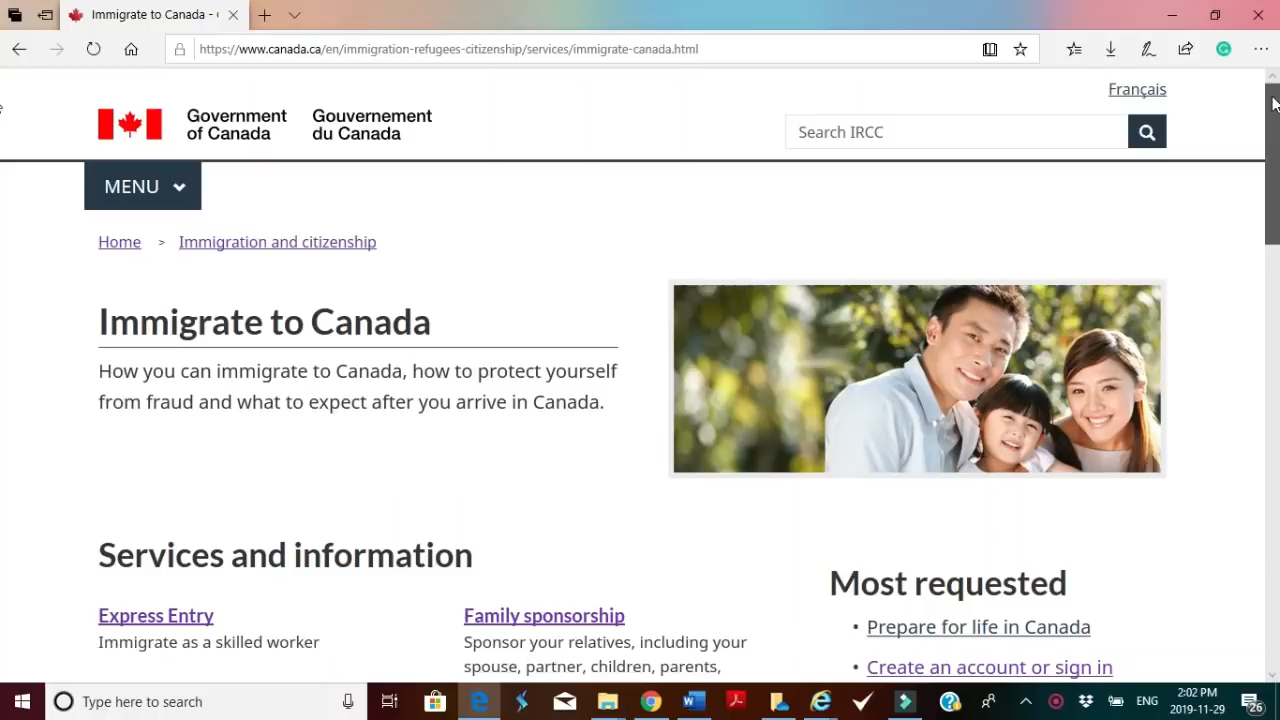 Immigrate to Canada - (
https://www.canada.ca/en/immigration-refugees-citizenship/services/immigrate-canada.html
Français
Government
of Canada
Gouvernement
du Canada
Search IRCC
MENU
Home > Immigration and citizenship
Immigrate to Canada
How you can immigrate to Canada, how to protect yourself
from fraud and what to expect after you arrive in Canada.
Services and information
Express Entry
Immigrate as a skilled worker
Family sponsorship
Sponsor your relatives, including your
spouse, partner, children, parents,
Most requested
• Prepare for life in Canada
• Create an account or sign in
Type here to search
ENG
2:02 PM
2019-11-29
26